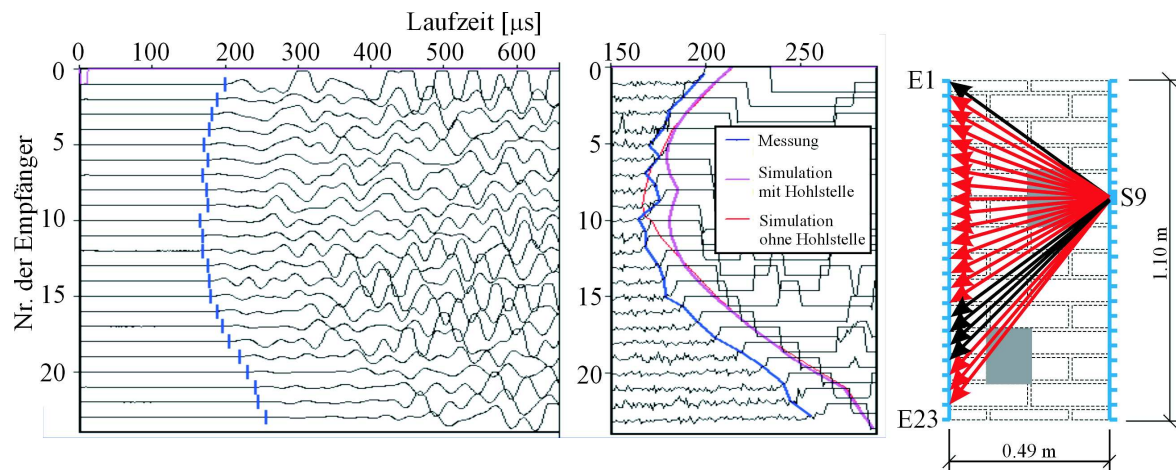 Laufzeit [µs]
0 100 200 300 400 500 600
Nr. der Empfänger
0
5
10
15
20
150 200 250
0
5
10
15
20
Messung
Simulation
mit Hohlstelle
Simulation
ohne Hohlstelle
E1
S9
E23
1.10 m
0.49 m